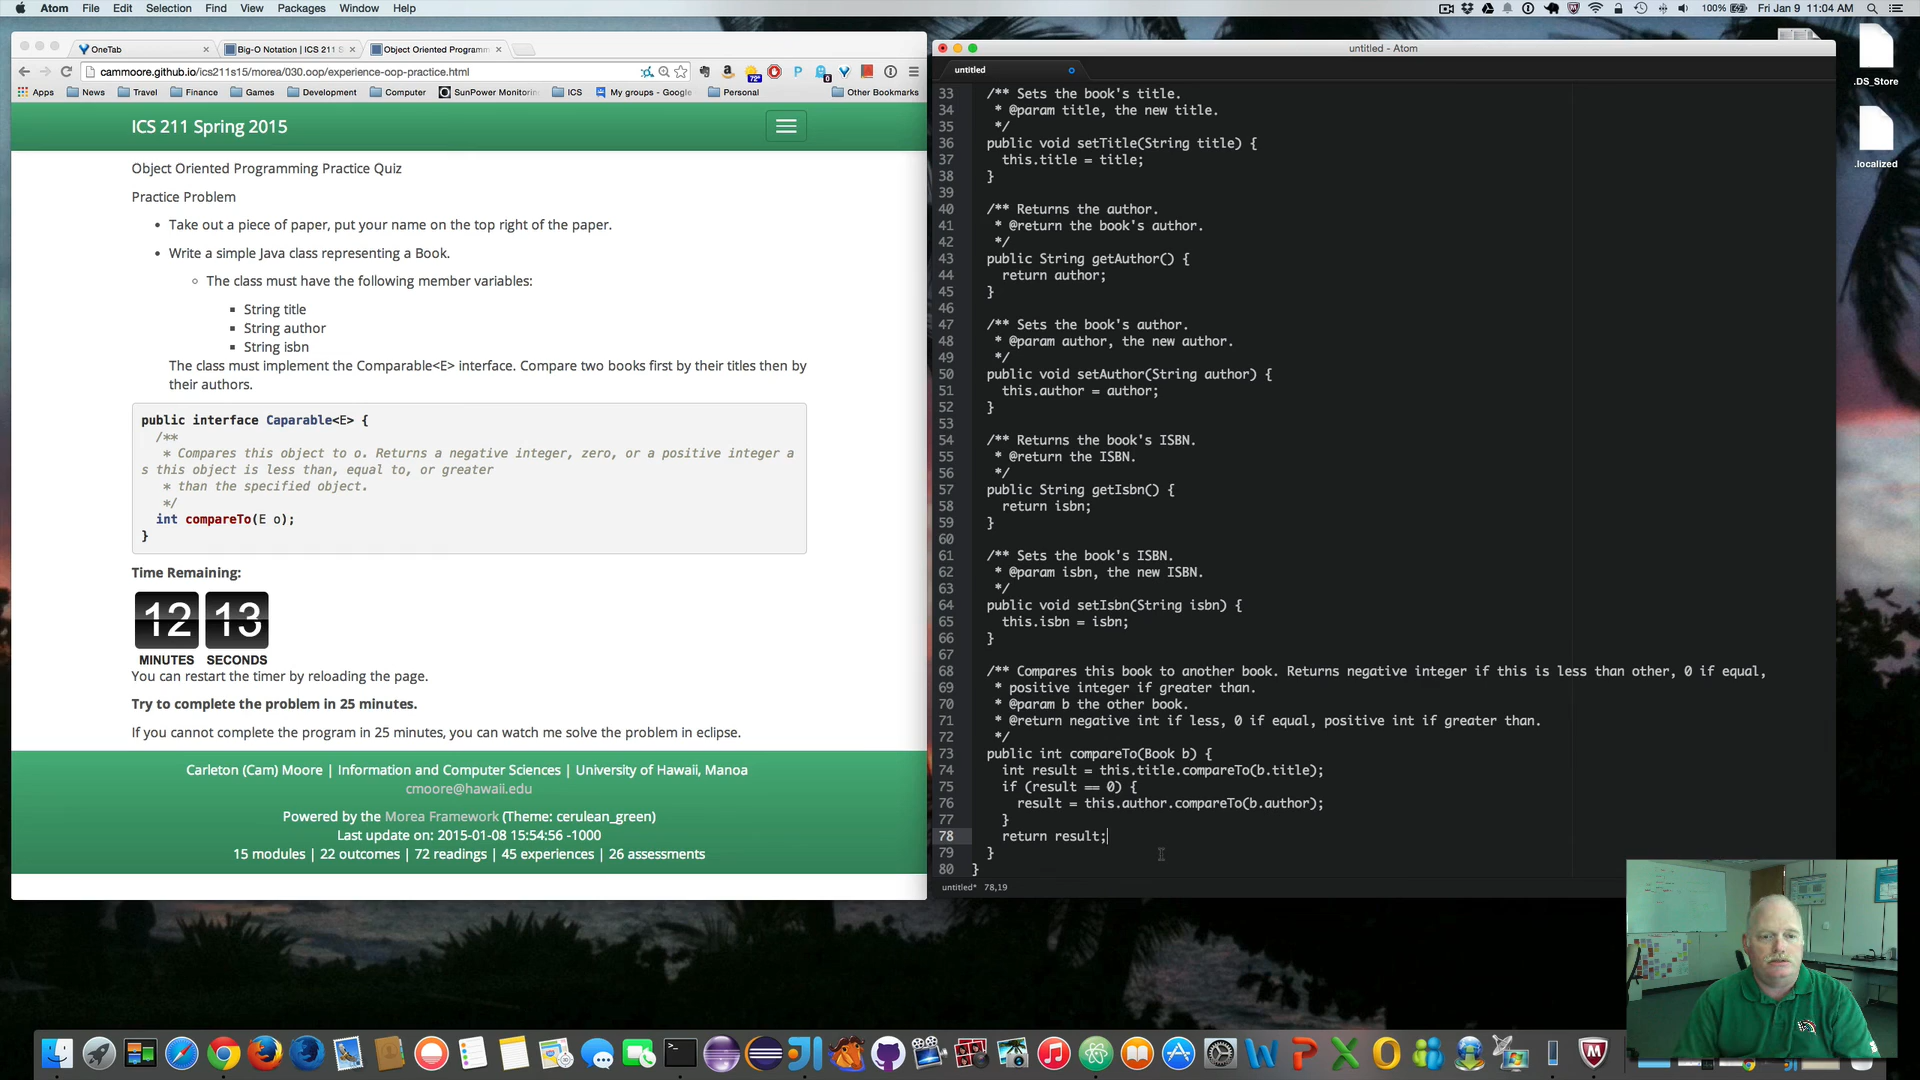 Atom File Edit View Selection Find Packages Window Help
100% Fri Jan 9 11:04 AM
OneTab
Big-O Notation | ICS 211 S
Object Oriented Programm
cammoore.github.io/ics211s15/morea/030.oop/experience-oop-practice.html
72°
Apps News Travel Finance Games Development Computer SunPower Monitorin ICS My groups - Google Personal Other Bookmarks
ICS 211 Spring 2015
Object Oriented Programming Practice Quiz
Practice Problem
• Take out a piece of paper, put your name on the top right of the paper.
• Write a simple Java class representing a Book.
The class must have the following member variables:
String title
String author
String isbn
The class must implement the Comparable<E> interface. Compare two books first by their titles then by
their authors.
public interface Caparable<E> {
/**
* Compares this object to o. Returns a negative integer, zero, or a positive integer a
s this object is less than, equal to, or greater
* than the specified object.
*/
int compareTo(E o);
}
Time Remaining:
12 13
MINUTES SECONDS
You can restart the timer by reloading the page.
Try to complete the problem in 25 minutes.
If you cannot complete the program in 25 minutes, you can watch me solve the problem in eclipse.
Carleton (Cam) Moore | Information and Computer Sciences | University of Hawaii, Manoa
cmoore@hawaii.edu
Powered by the Morea Framework (Theme: cerulean_green)
Last update on: 2015-01-08 15:54:56 -1000
15 modules | 22 outcomes | 72 readings | 45 experiences | 26 assessments
untitled - Atom
untitled
33 /** Sets the book's title.
34 * @param title, the new title.
35 */
36 public void setTitle(String title) {
37 this.title = title;
38 }
39
40 /** Returns the author.
41 * @return the book's author.
42 */
43 public String getAuthor() {
44 return author;
45 }
46
47 /** Sets the book's author.
48 * @param author, the new author.
49 */
50 public void setAuthor(String author) {
51 this.author = author;
52 }
53
54 /** Returns the book's ISBN.
55 * @return the ISBN.
56 */
57 public String getIsbn() {
58 return isbn;
59 }
60
61 /** Sets the book's ISBN.
62 * @param isbn, the new ISBN.
63 */
64 public void setIsbn(String isbn) {
65 this.isbn = isbn;
66 }
67
68 /** Compares this book to another book. Returns negative integer if this is less than other, 0 if equal,
69 * positive integer if greater than.
70 * @param b the other book.
71 * @return negative int if less, 0 if equal, positive int if greater than.
72 */
73 public int compareTo(Book b) {
74 int result = this.title.compareTo(b.title);
75 if (result == 0) {
76 result = this.author.compareTo(b.author);
77 }
78 return result;
79 }
80 }
untitled* 78,19
.DS_Store
.localized